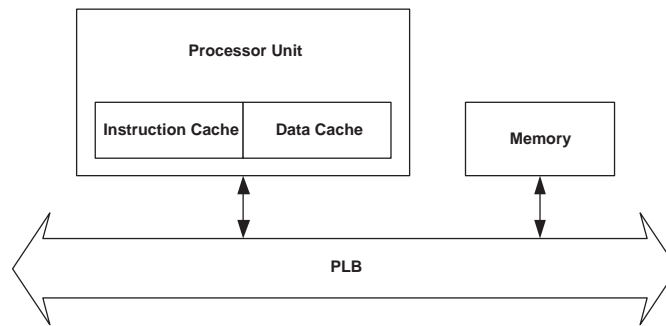 Processor Unit
Instruction Cache
Data Cache
Memory
PLB